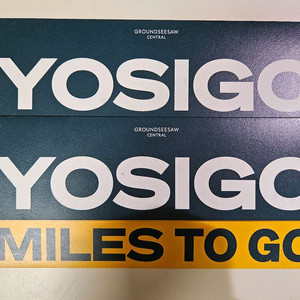 GROUNDSEESAW
CENTRAL
YOSIGO
GROUNDSEESAW
CENTRAL
YOSIGO
MILES TO GO